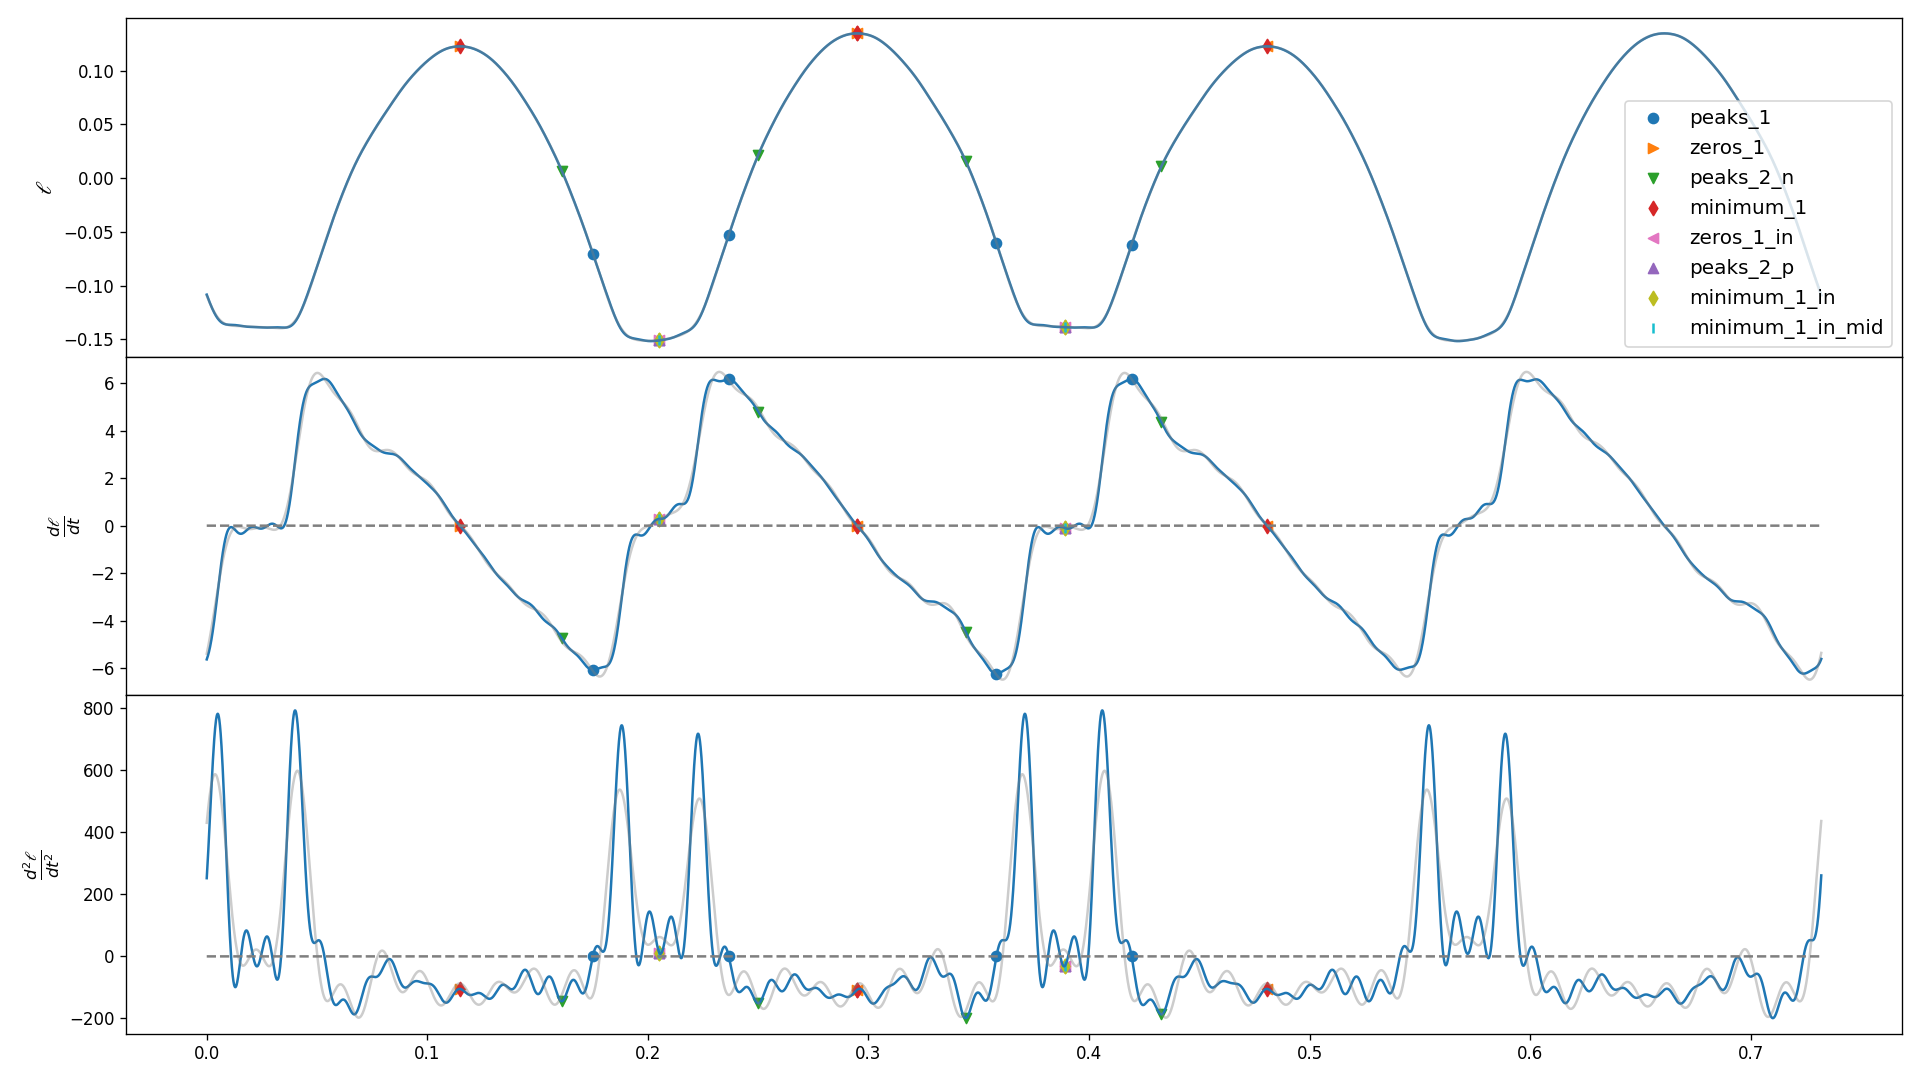 0.10
0.05
0.00
−0.05
−0.10
−0.15
ℓ
peaks_1
zeros_1
peaks_2_n
minimum_1
zeros_1_in
peaks_2_p
minimum_1_in
minimum_1_in_mid
6
4
2
0
−2
−4
−6
dℓ
dt
800
600
400
200
0
−200
d²ℓ
dt²
0.0 0.1 0.2 0.3 0.4 0.5 0.6 0.7